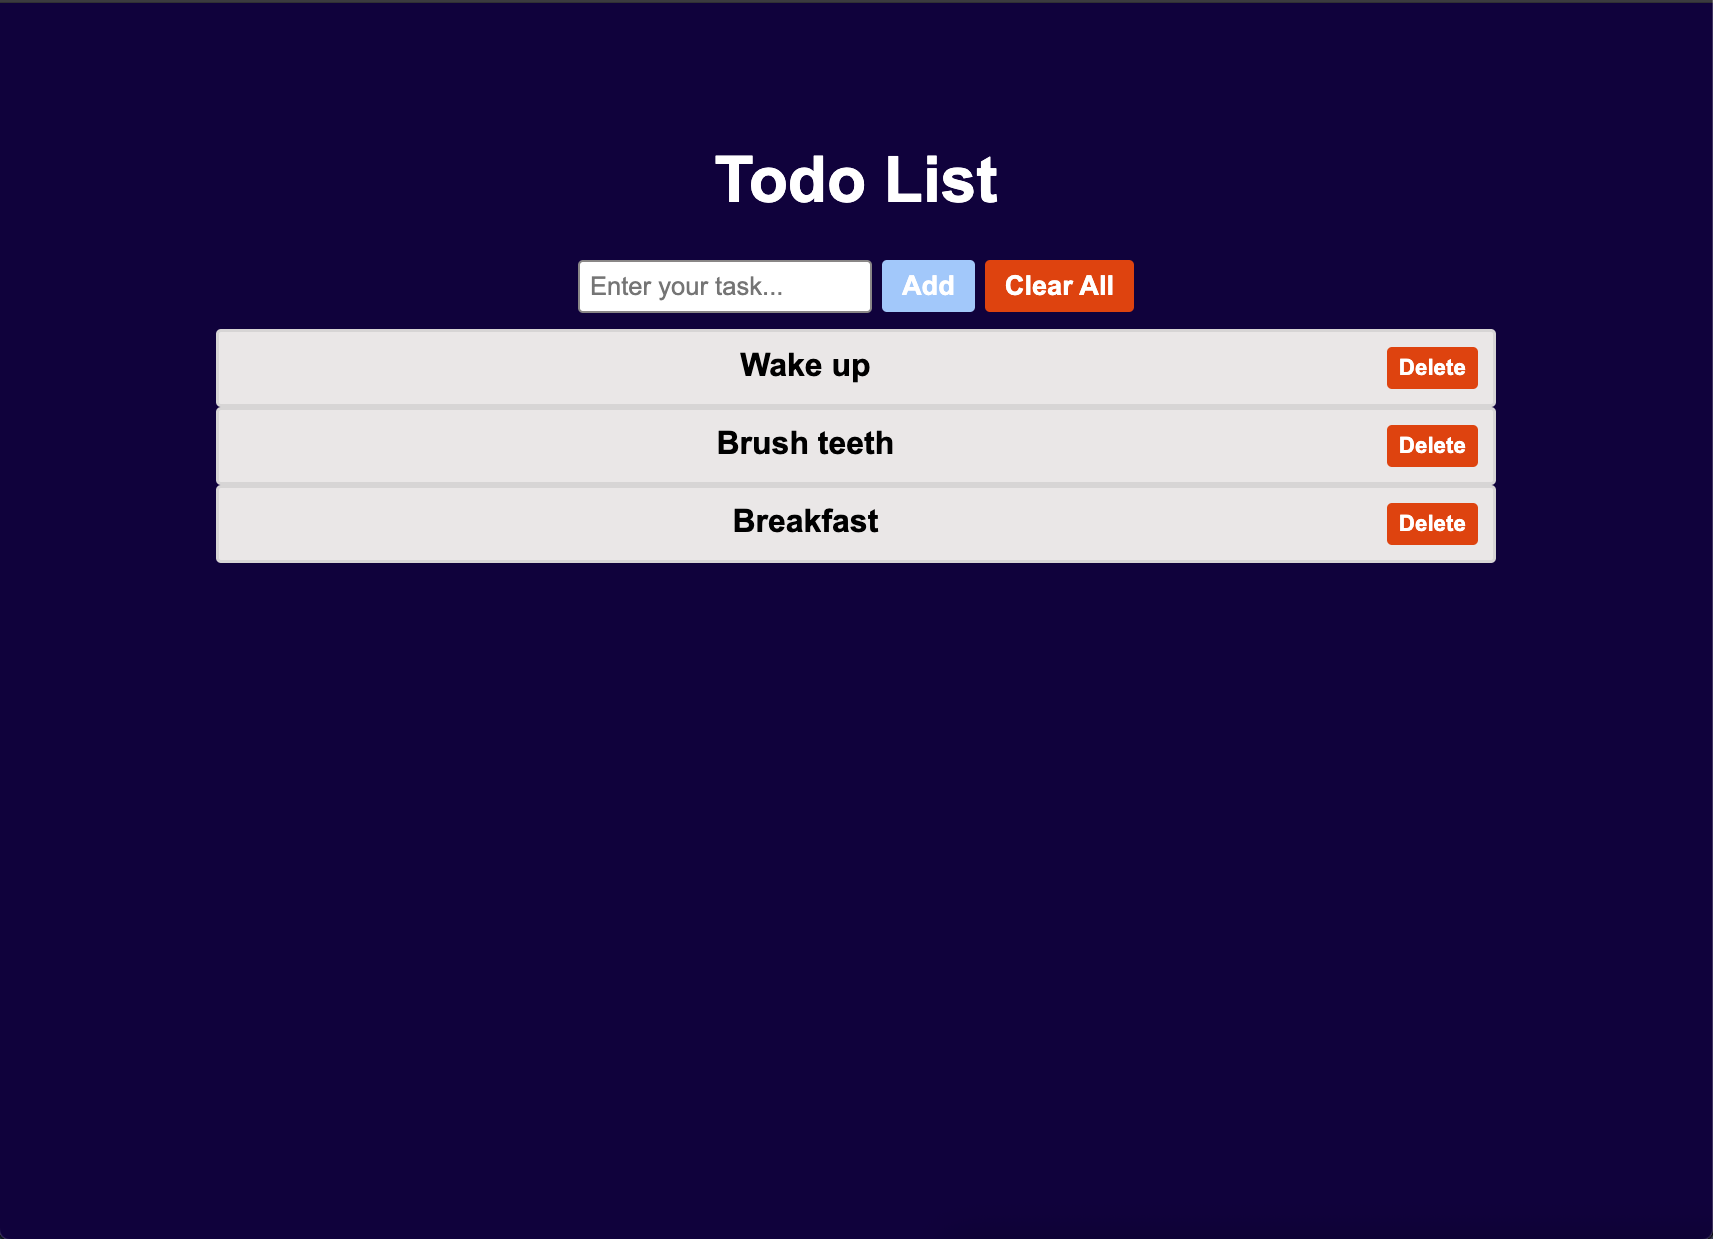 Todo List
Enter your task... Add Clear All
Wake up Delete
Brush teeth Delete
Breakfast Delete